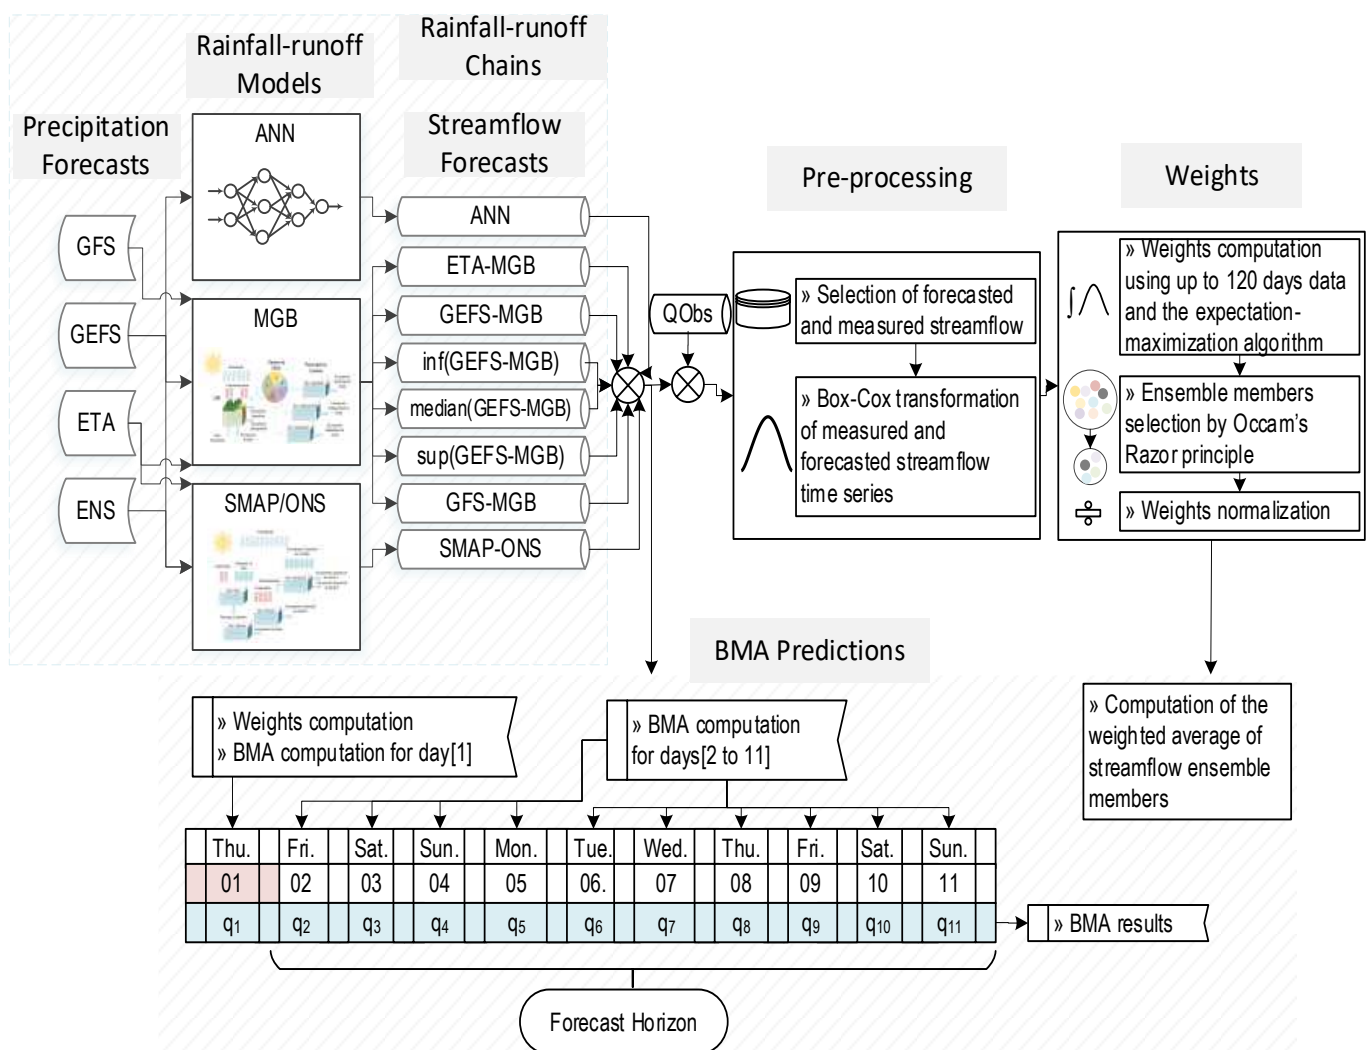 Rainfall-runoff
Models
Rainfall-runoff
Chains
Precipitation
Forecasts
Streamflow
Forecasts
GFS
GEFS
ETA
ENS
ANN
MGB
SMAP/ONS
ANN
ETA-MGB
GEFS-MGB
inf(GEFS-MGB)
median(GEFS-MGB)
sup(GEFS-MGB)
GFS-MGB
SMAP-ONS
QObs
Pre-processing
» Selection of forecasted
and measured streamflow
» Box-Cox transformation
of measured and
forecasted streamflow
time series
Weights
» Weights computation
using up to 120 days data
and the expectation-
maximization algorithm
» Ensemble members
selection by Occam's
Razor principle
» Weights normalization
» Computation of the
weighted average of
streamflow ensemble
members
BMA Predictions
» Weights computation
» BMA computation for day[1]
» BMA computation
for days[2 to 11]
Thu. Fri. Sat. Sun. Mon. Tue. Wed. Thu. Fri. Sat. Sun.
01 02 03 04 05 06. 07 08 09 10 11
q1 q2 q3 q4 q5 q6 q7 q8 q9 q10 q11
» BMA results
Forecast Horizon